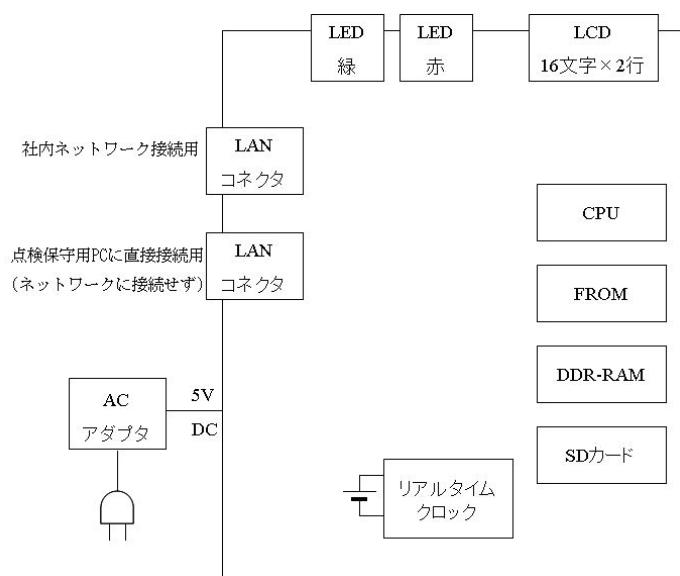 LED
緑
LED
赤
LCD
16文字×2行
社内ネットワーク接続用
LAN
コネクタ
点検保守用PCに直接接続用
(ネットワークに接続せず)
LAN
コネクタ
CPU
FROM
DDR-RAM
SDカード
AC
アダプタ
5V
DC
リアルタイム
クロック